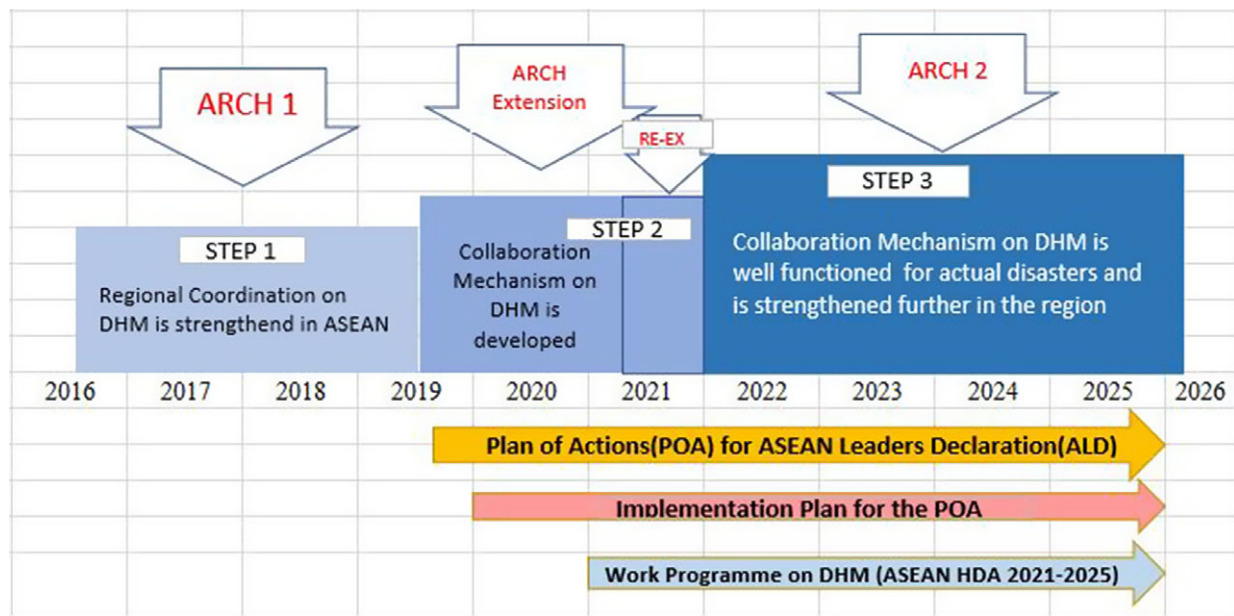 ARCH 1
ARCH
Extension
RE-EX
ARCH 2
STEP 1
Regional Coordination on
DHM is strengthend in ASEAN
STEP 2
Collaboration
Mechanism on
DHM is
developed
STEP 3
Collaboration Mechanism on DHM is
well functioned for actual disasters and
is strengthened further in the region
2016 2017 2018 2019 2020 2021 2022 2023 2024 2025 2026
Plan of Actions(POA) for ASEAN Leaders Declaration(ALD)
Implementation Plan for the POA
Work Programme on DHM (ASEAN HDA 2021-2025)